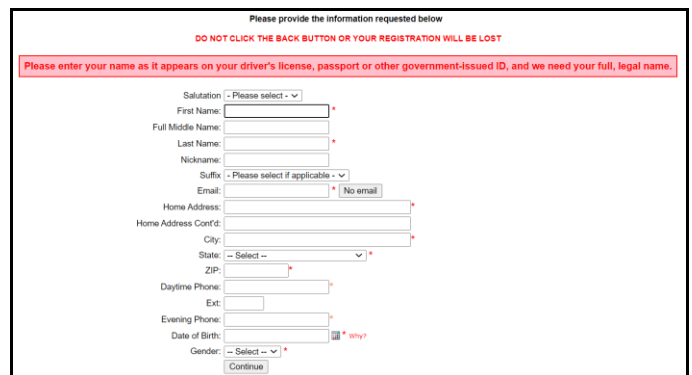 Please provide the information requested below
DO NOT CLICK THE BACK BUTTON OR YOUR REGISTRATION WILL BE LOST
Please enter your name as it appears on your driver's license, passport or other government-issued ID, and we need your full, legal name.
Salutation - Please select -
First Name: *
Full Middle Name:
Last Name: *
Nickname:
Suffix - Please select if applicable -
Email: * No email
Home Address: *
Home Address Cont'd:
City: *
State: -- Select -- *
ZIP: *
Daytime Phone: *
Ext:
Evening Phone: *
Date of Birth: * Why?
Gender: -- Select -- *
Continue